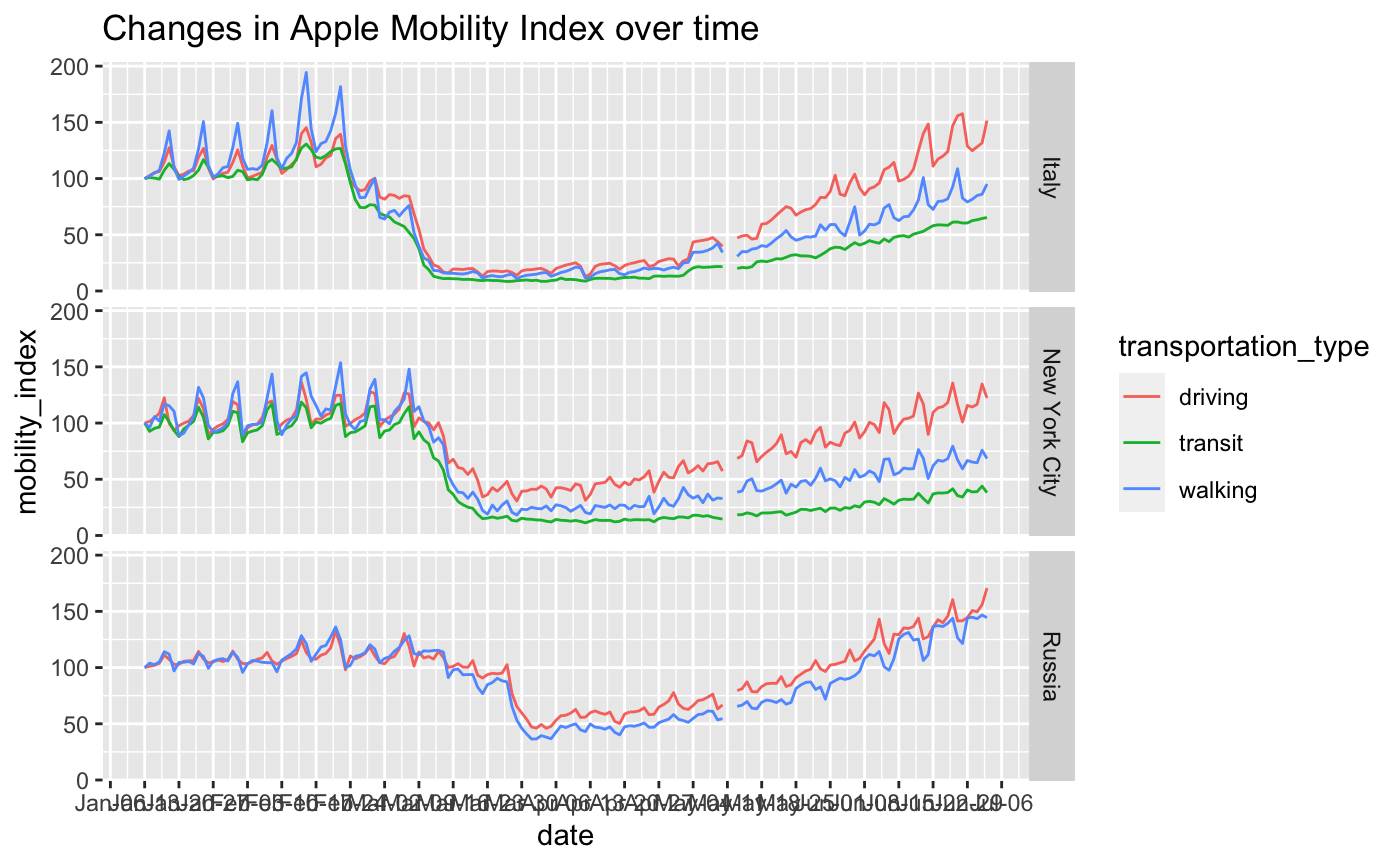 Changes in Apple Mobility Index over time
200
150
100
50
0
Italy
200
150
100
50
0
New York City
200
150
100
50
0
Russia
mobility_index
date
transportation_type
driving
transit
walking